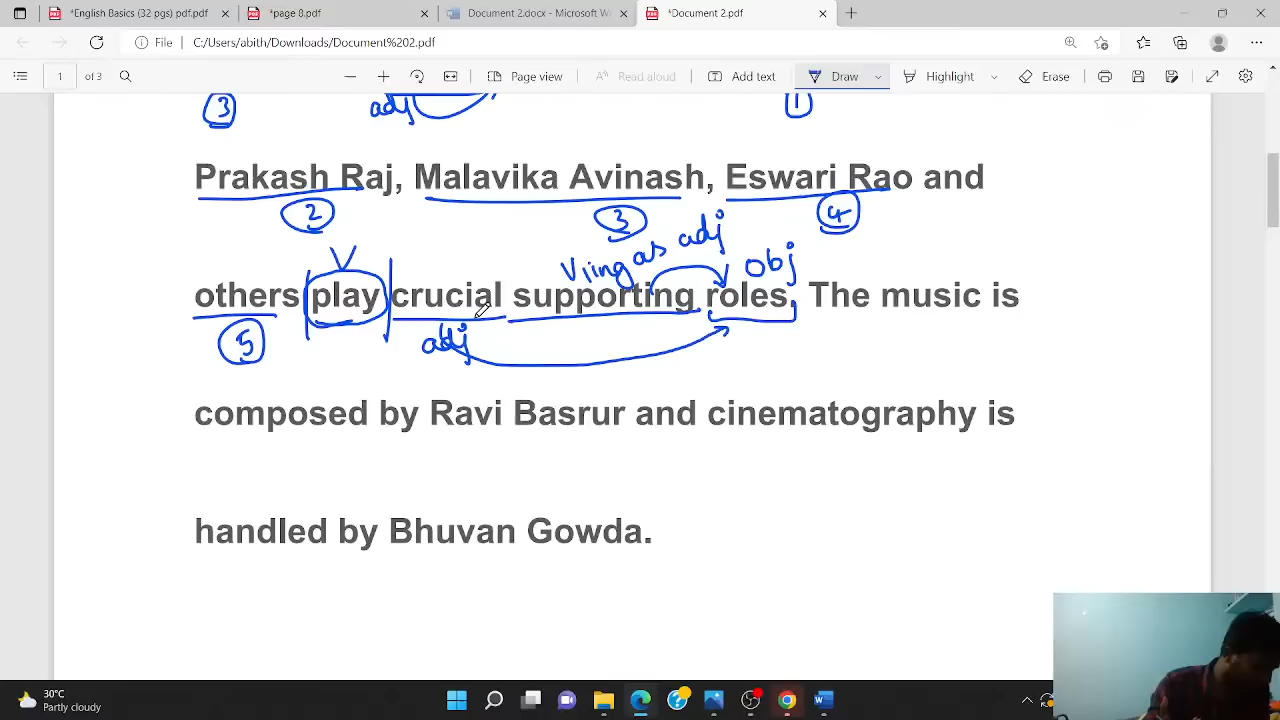 *English Basics (32 pgs) pdf.pdf
*page 8.pdf
Document 2.docx - Microsoft W
*Document 2.pdf
File C:/Users/abith/Downloads/Document%202.pdf
1 of 3
Page view
Read aloud
Add text
Draw
Highlight
Erase
3 adj 1
Prakash Raj, Malavika Avinash, Eswari Rao and
2 3 4
V V1ing as adj obj
others play crucial supporting roles. The music is
5 adj
composed by Ravi Basrur and cinematography is
handled by Bhuvan Gowda.
30°C
Partly cloudy